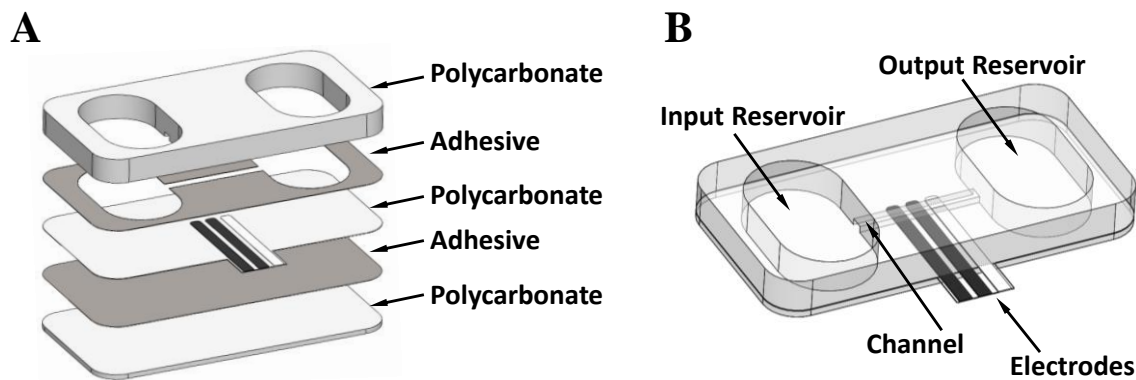 A
Polycarbonate
Adhesive
Polycarbonate
Adhesive
Polycarbonate
B
Output Reservoir
Input Reservoir
Channel
Electrodes